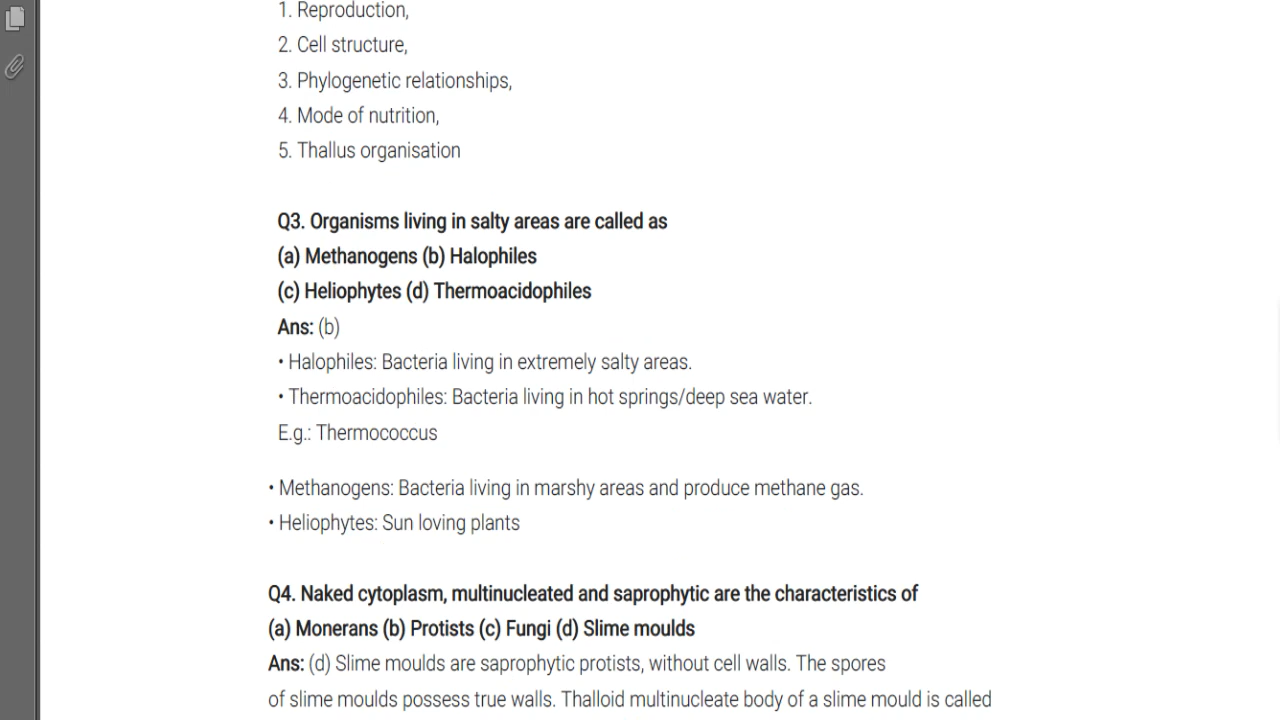 1. Reproduction,
2. Cell structure,
3. Phylogenetic relationships,
4. Mode of nutrition,
5. Thallus organisation
Q3. Organisms living in salty areas are called as
(a) Methanogens (b) Halophiles
(c) Heliophytes (d) Thermoacidophiles
Ans: (b)
• Halophiles: Bacteria living in extremely salty areas.
• Thermoacidophiles: Bacteria living in hot springs/deep sea water.
E.g.: Thermococcus
• Methanogens: Bacteria living in marshy areas and produce methane gas.
• Heliophytes: Sun loving plants
Q4. Naked cytoplasm, multinucleated and saprophytic are the characteristics of
(a) Monerans (b) Protists (c) Fungi (d) Slime moulds
Ans: (d) Slime moulds are saprophytic protists, without cell walls. The spores
of slime moulds possess true walls. Thalloid multinucleate body of a slime mould is called